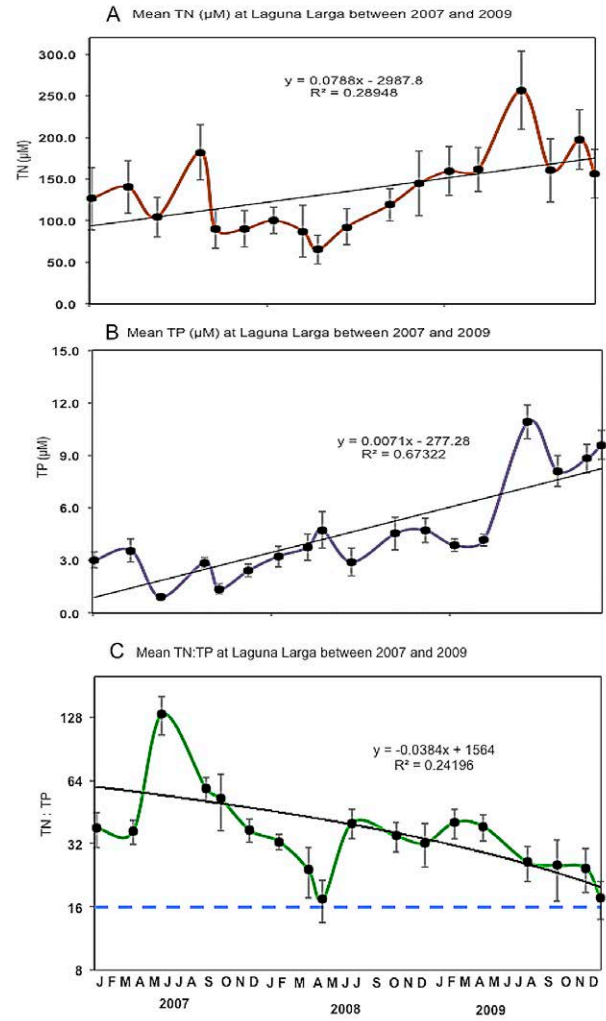 A Mean TN (µM) at Laguna Larga between 2007 and 2009
300.0
250.0
200.0
150.0
100.0
50.0
0.0
TN (µM)
y = 0.0788x - 2987.8
R² = 0.28948
B Mean TP (µM) at Laguna Larga between 2007 and 2009
15.0
12.0
9.0
6.0
3.0
0.0
TP (µM)
y = 0.0071x - 277.28
R² = 0.67322
C Mean TN:TP at Laguna Larga between 2007 and 2009
128
64
32
16
8
TN : TP
y = -0.0384x + 1564
R² = 0.24196
J F M A M J J A S O N D J F M A M J J A S O N D J F M A M J J A S O N D
2007 2008 2009